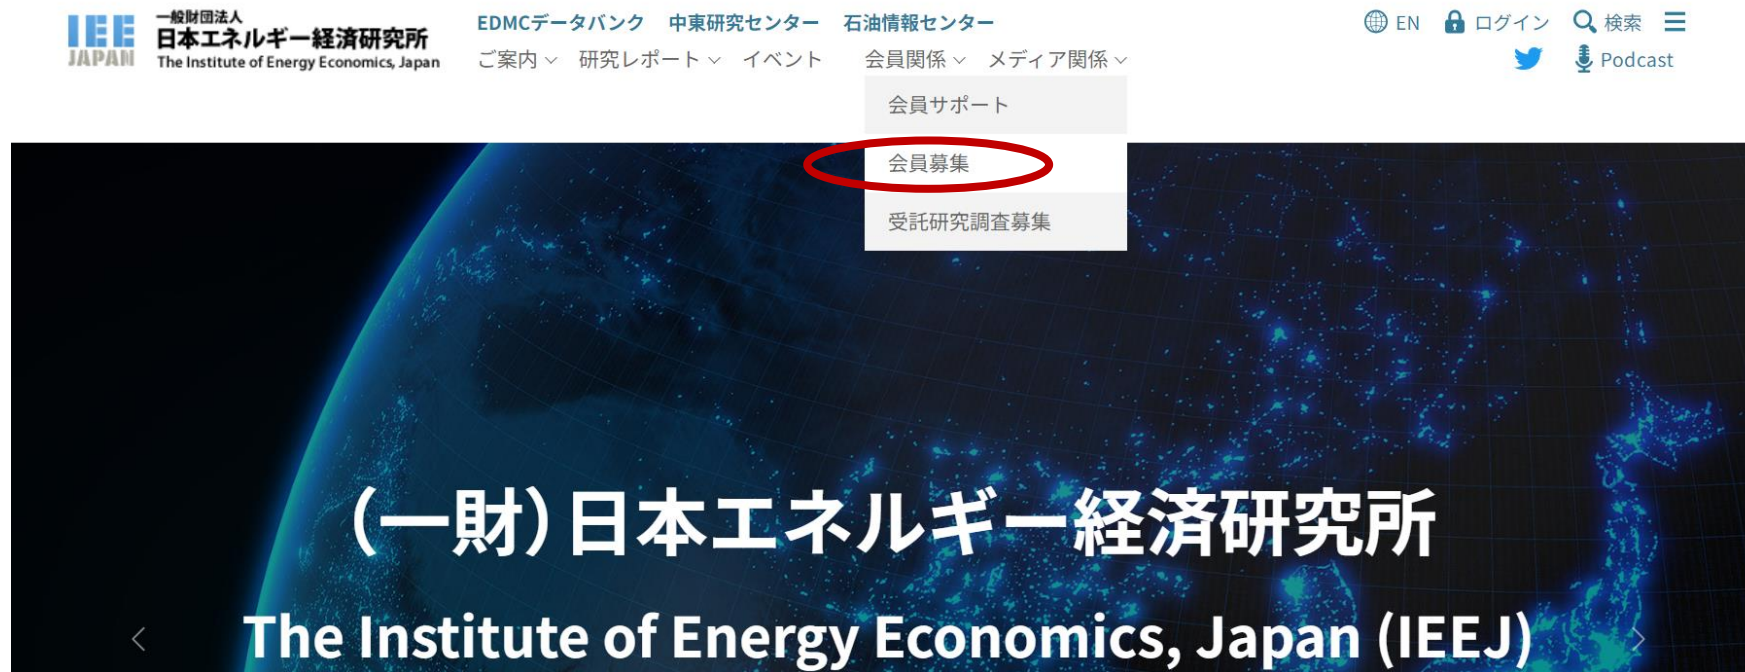 IEE JAPAN
一般財団法人
日本エネルギー経済研究所
The Institute of Energy Economics, Japan
EDMCデータバンク 中東研究センター 石油情報センター
EN ログイン 検索
ご案内 研究レポート イベント 会員関係 メディア関係
Podcast
会員サポート
会員募集
受託研究調査募集
（一財）日本エネルギー経済研究所
The Institute of Energy Economics, Japan (IEEJ)